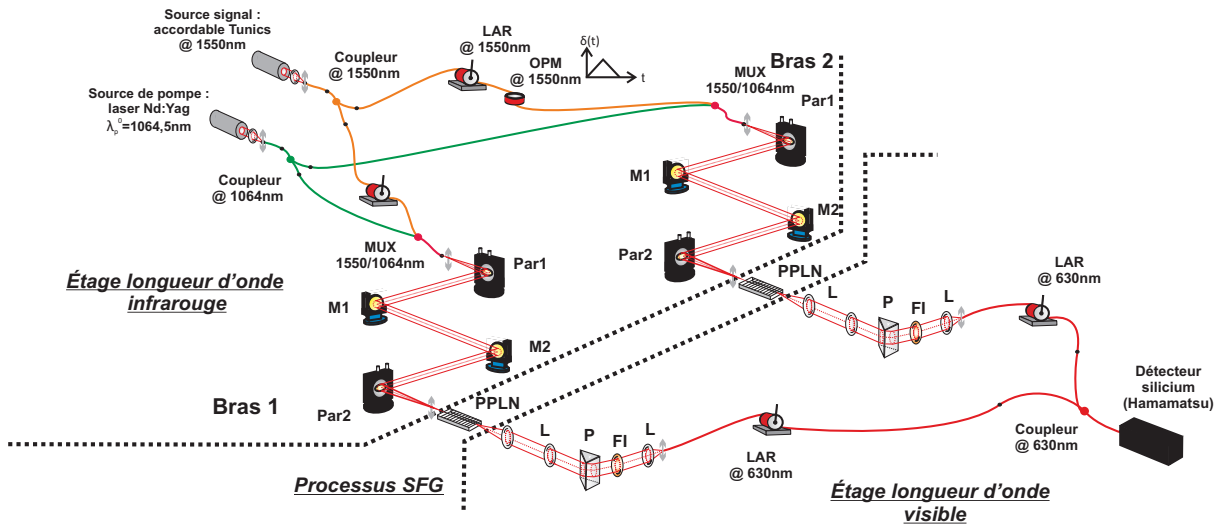 Source signal :
accordable Tunics
@ 1550nm
Coupleur
@ 1550nm
LAR
@ 1550nm
OPM
@ 1550nm
δ(t)
t
MUX
1550/1064nm
Bras 2
Par1
Source de pompe :
laser Nd:Yag
λp0=1064,5nm
Coupleur
@ 1064nm
M1
M2
MUX
1550/1064nm
Par1
Par2
PPLN
LAR
@ 630nm
Étage longueur d'onde
infrarouge
M1
M2
L
P
FI
L
Bras 1
Par2
PPLN
L
P
FI
L
Détecteur
silicium
(Hamamatsu)
Coupleur
@ 630nm
LAR
@ 630nm
Processus SFG
Étage longueur d'onde
visible